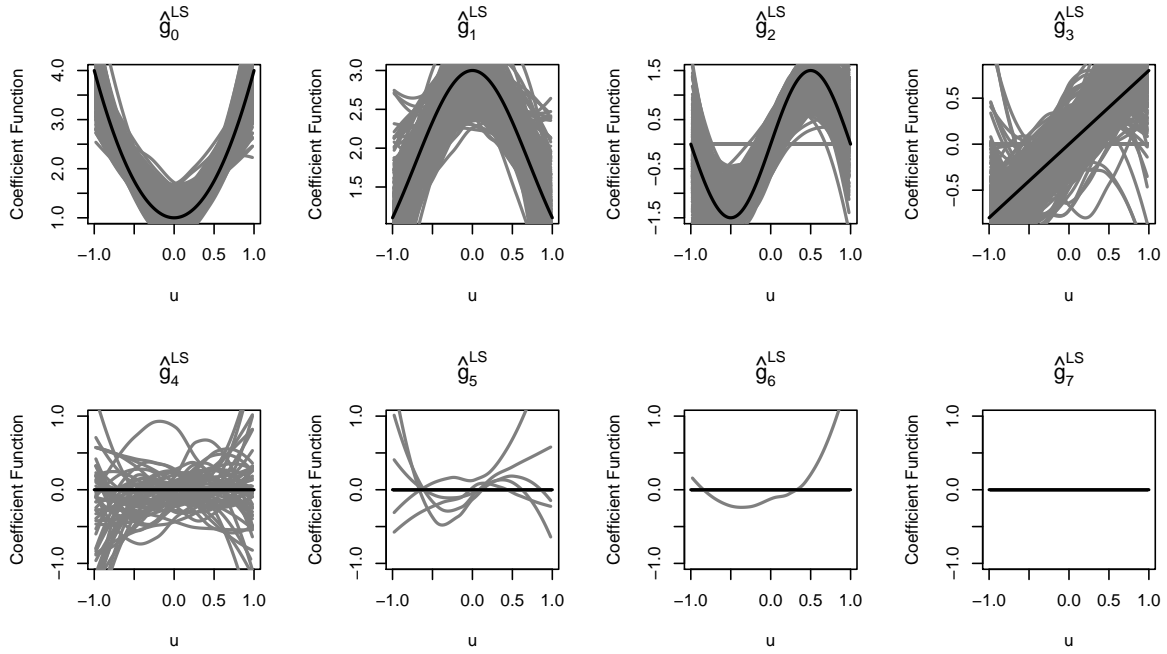 ĝ₀^LS ĝ₁^LS ĝ₂^LS ĝ₃^LS
Coefficient Function Coefficient Function Coefficient Function Coefficient Function
1.0 2.0 3.0 4.0
1.5 2.0 2.5 3.0
−1.5 −0.5 0.5 1.5
−0.5 0.0 0.5
−1.0 0.0 0.5 1.0 −1.0 0.0 0.5 1.0 −1.0 0.0 0.5 1.0 −1.0 0.0 0.5 1.0
u u u u
ĝ₄^LS ĝ₅^LS ĝ₆^LS ĝ₇^LS
Coefficient Function Coefficient Function Coefficient Function Coefficient Function
−1.0 0.0 1.0
−1.0 0.0 1.0
−1.0 0.0 1.0
−1.0 0.0 1.0
−1.0 0.0 0.5 1.0 −1.0 0.0 0.5 1.0 −1.0 0.0 0.5 1.0 −1.0 0.0 0.5 1.0
u u u u